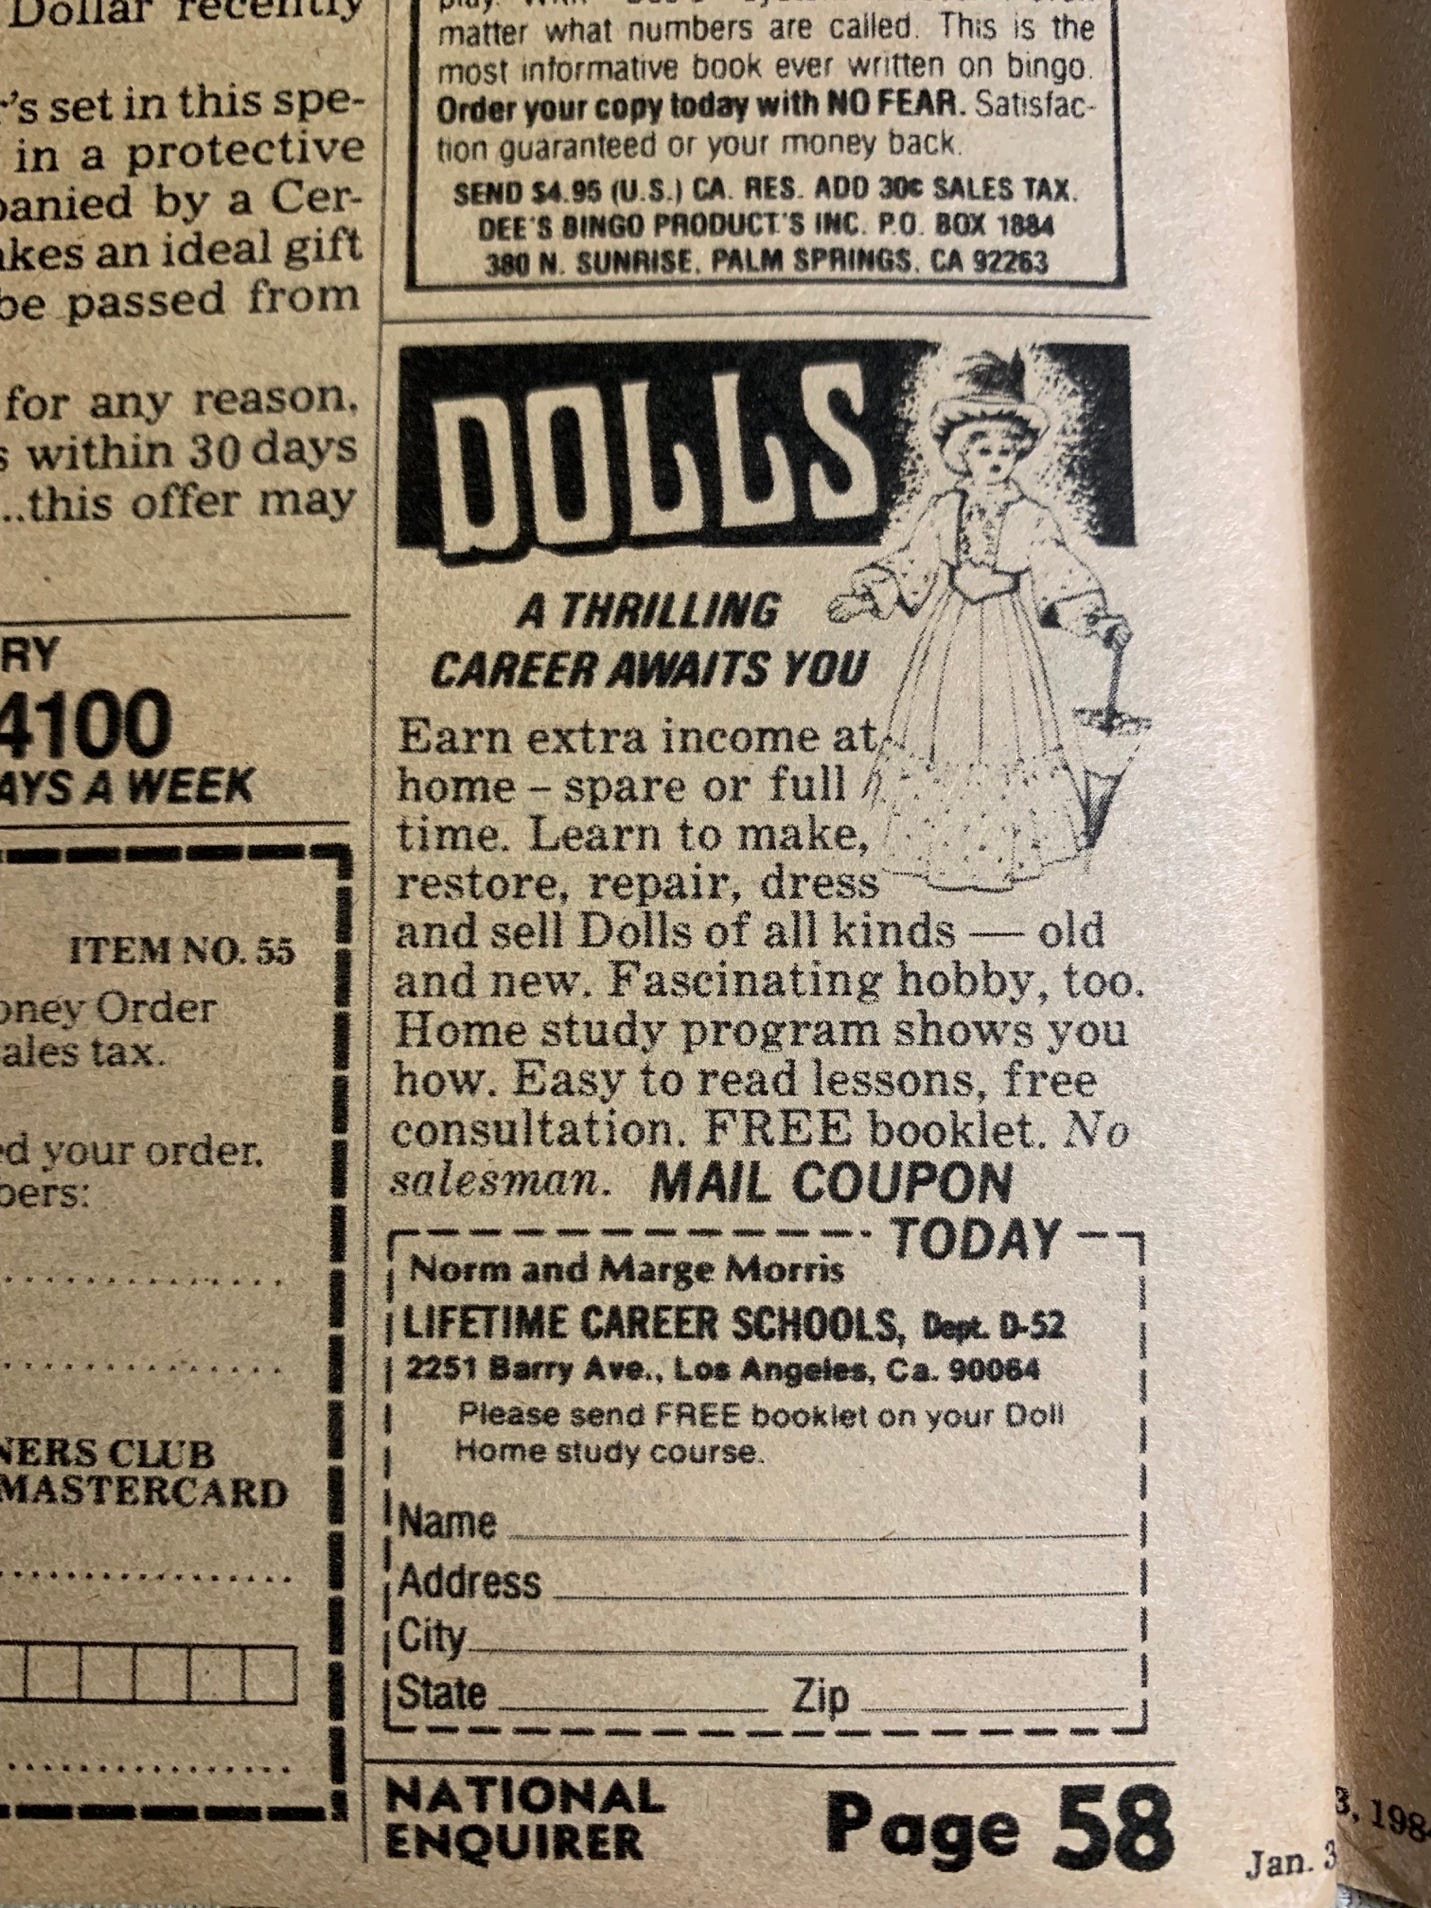 Dollar recently
's set in this spe-
in a protective
panied by a Cer-
akes an ideal gift
be passed from
for any reason,
s within 30 days
...this offer may
RY
4100
AYS A WEEK
ITEM NO. 55
oney Order
ales tax.
ed your order.
bers:
NERS CLUB
MASTERCARD
matter what numbers are called. This is the
most informative book ever written on bingo.
Order your copy today with NO FEAR. Satisfac-
tion guaranteed or your money back.
SEND $4.95 (U.S.) CA. RES. ADD 30¢ SALES TAX.
DEE'S BINGO PRODUCT'S INC. P.O. BOX 1884
380 N. SUNRISE, PALM SPRINGS, CA 92263
DOLLS
A THRILLING
CAREER AWAITS YOU
Earn extra income at
home – spare or full
time. Learn to make,
restore, repair, dress
and sell Dolls of all kinds — old
and new. Fascinating hobby, too.
Home study program shows you
how. Easy to read lessons, free
consultation. FREE booklet. No
salesman. MAIL COUPON
TODAY
Norm and Marge Morris
LIFETIME CAREER SCHOOLS, Dept. D-52
2251 Barry Ave., Los Angeles, Ca. 90064
Please send FREE booklet on your Doll
Home study course.
Name
Address
City
State Zip
NATIONAL
ENQUIRER
Page 58
Jan. 3
3, 198